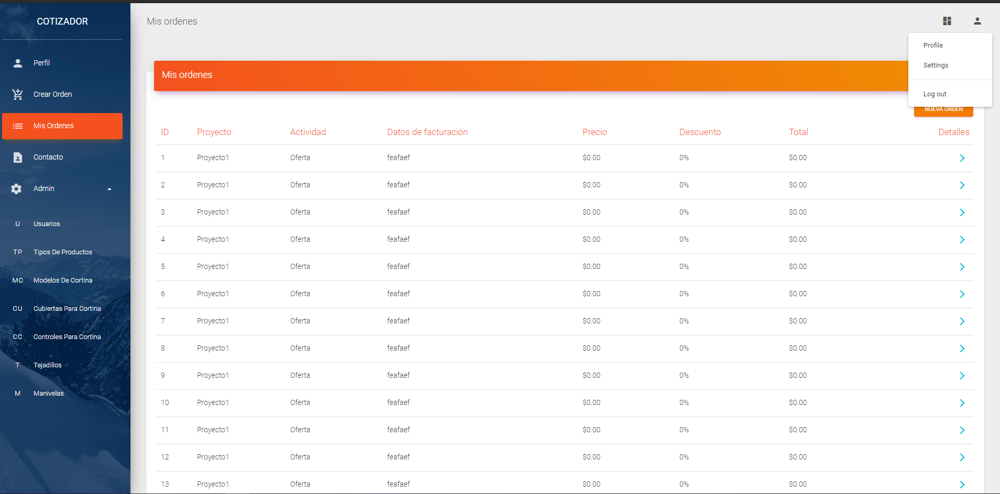 COTIZADOR
Perfil
Crear Orden
Mis Ordenes
Contacto
Admin
U Usuarios
TP Tipos De Productos
MC Modelos De Cortina
CU Cubiertas Para Cortina
CC Controles Para Cortina
T Tejadillos
M Manivelas
Mis ordenes
Profile
Settings
Log out
Mis ordenes
NUEVA ORDEN
ID Proyecto Actividad Datos de facturación Precio Descuento Total Detalles
1 Proyecto1 Oferta feafaef $0.00 0% $0.00
2 Proyecto1 Oferta feafaef $0.00 0% $0.00
3 Proyecto1 Oferta feafaef $0.00 0% $0.00
4 Proyecto1 Oferta feafaef $0.00 0% $0.00
5 Proyecto1 Oferta feafaef $0.00 0% $0.00
6 Proyecto1 Oferta feafaef $0.00 0% $0.00
7 Proyecto1 Oferta feafaef $0.00 0% $0.00
8 Proyecto1 Oferta feafaef $0.00 0% $0.00
9 Proyecto1 Oferta feafaef $0.00 0% $0.00
10 Proyecto1 Oferta feafaef $0.00 0% $0.00
11 Proyecto1 Oferta feafaef $0.00 0% $0.00
12 Proyecto1 Oferta feafaef $0.00 0% $0.00
13 Proyecto1 Oferta feafaef $0.00 0% $0.00